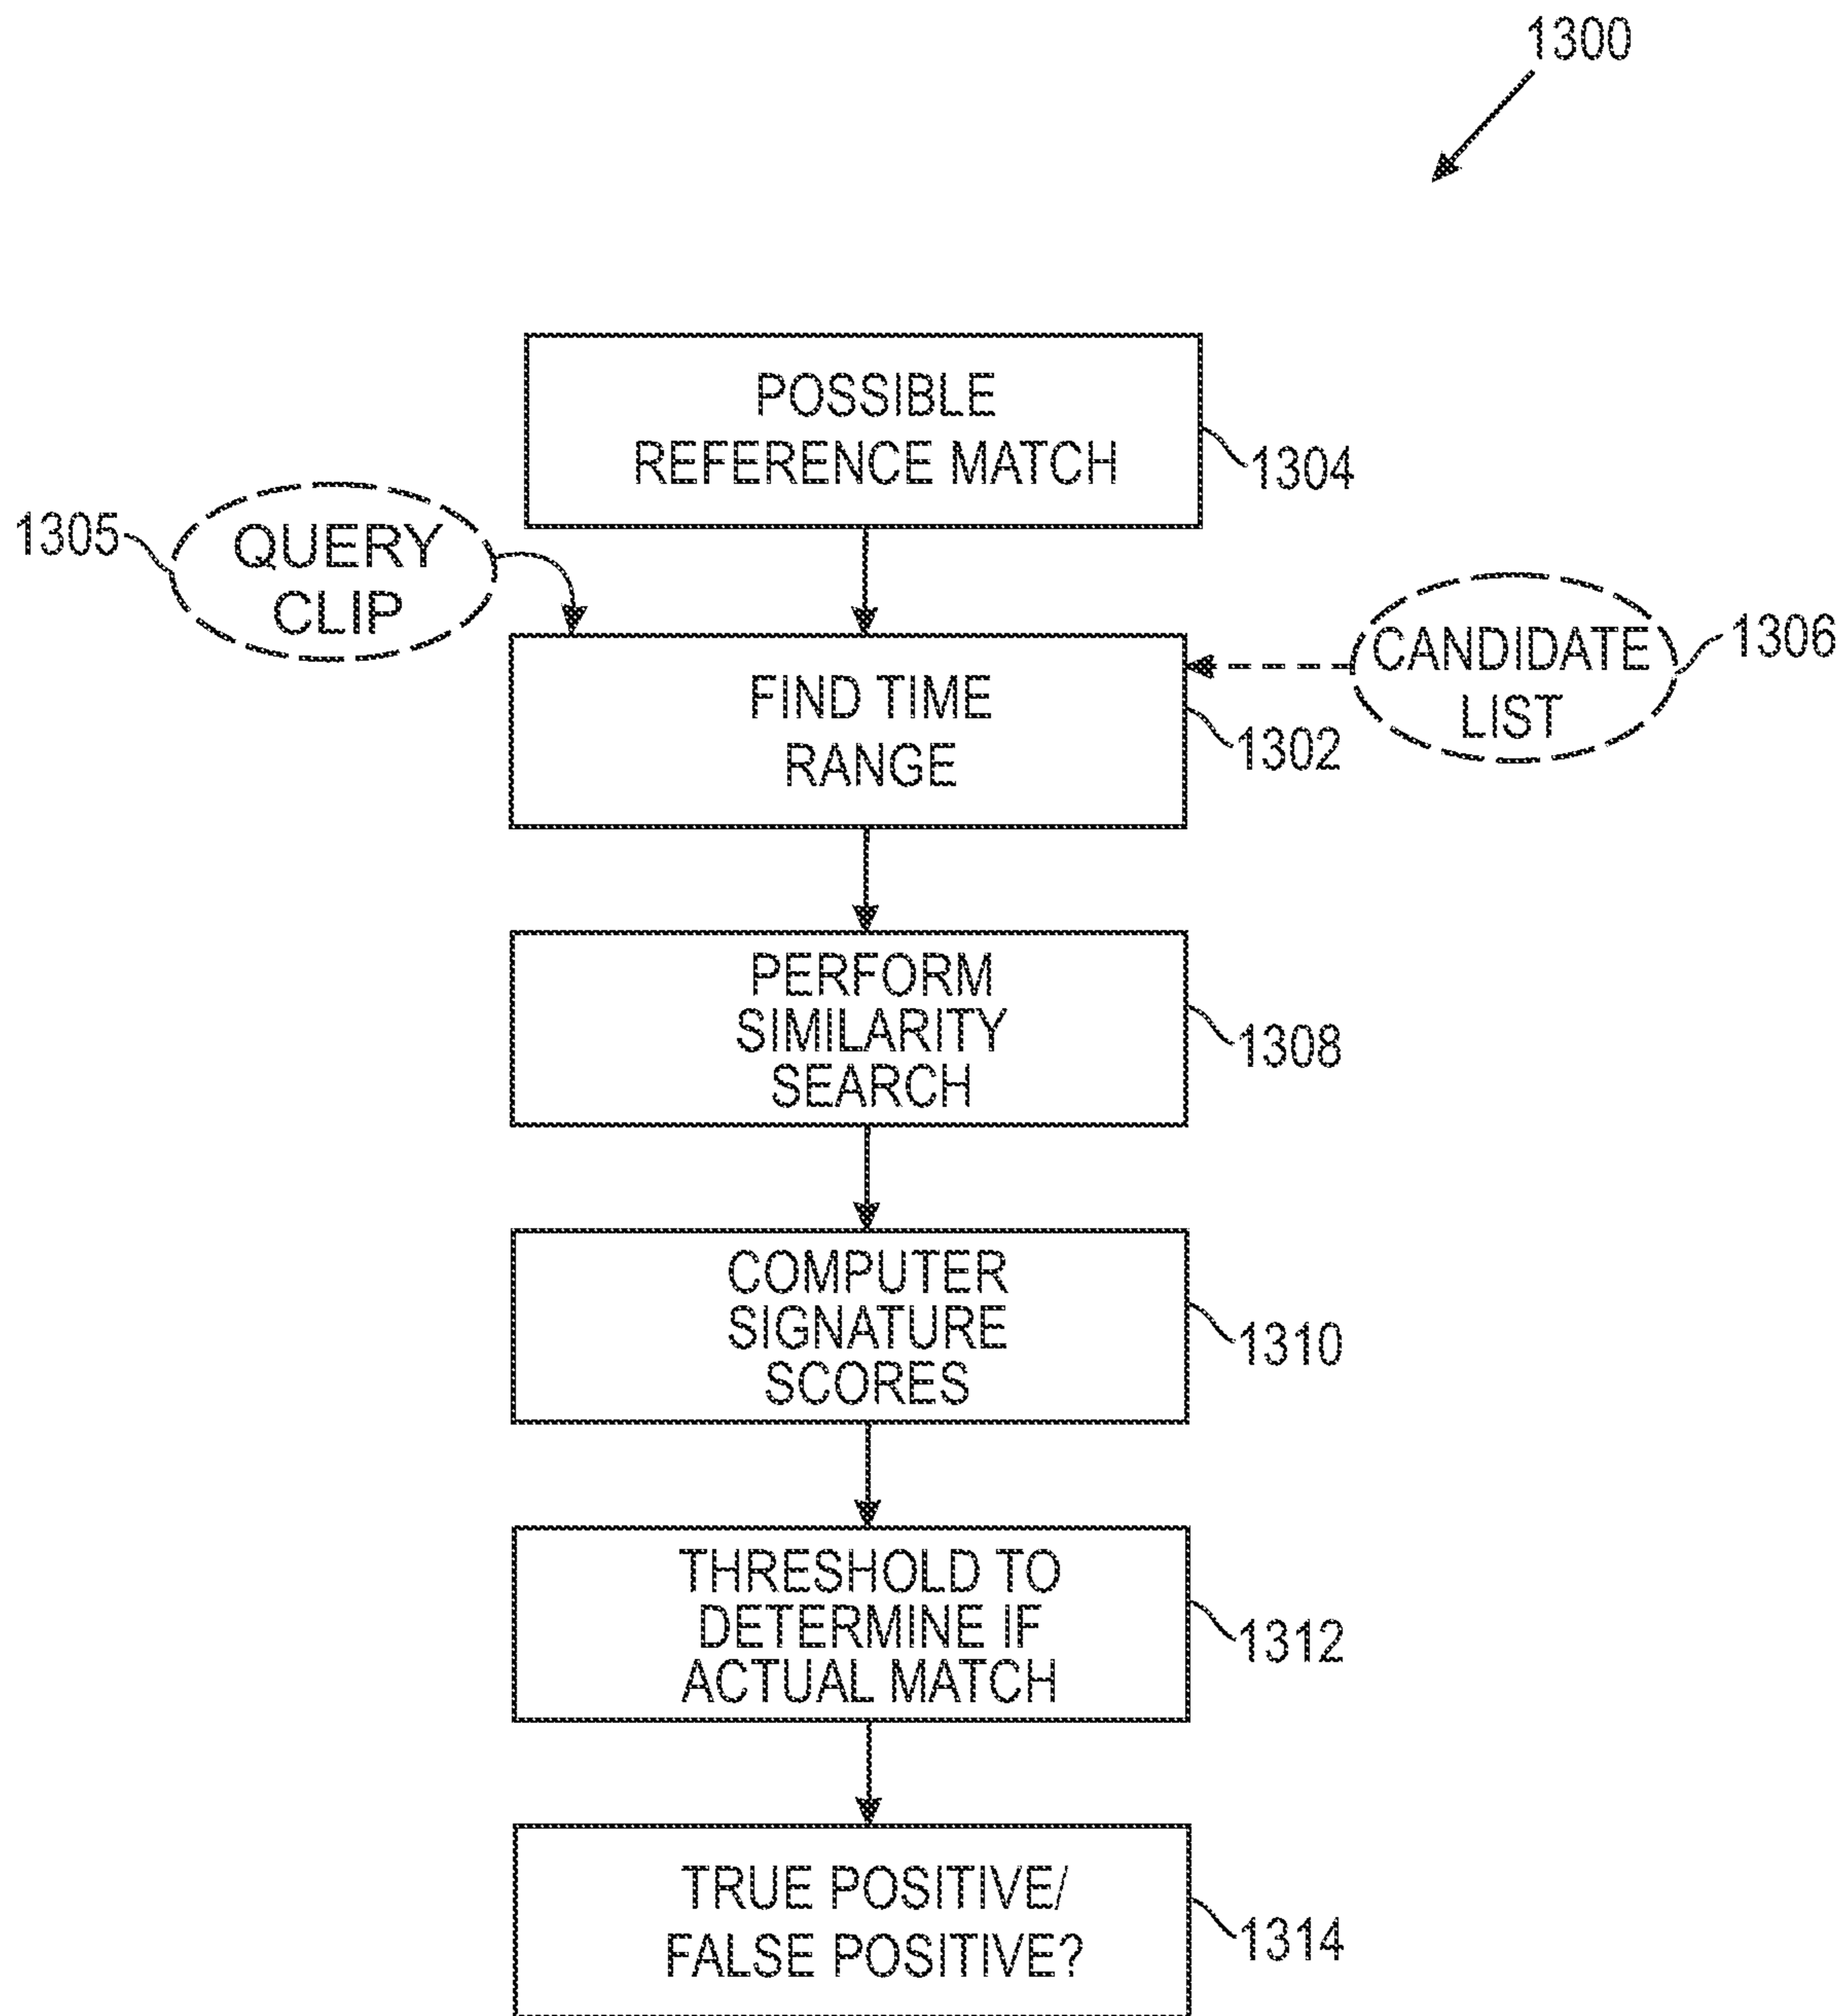 1300
POSSIBLE
REFERENCE MATCH
1304
1305
QUERY
CLIP
CANDIDATE
LIST
1306
FIND TIME
RANGE
1302
PERFORM
SIMILARITY
SEARCH
1308
COMPUTER
SIGNATURE
SCORES
1310
THRESHOLD TO
DETERMINE IF
ACTUAL MATCH
1312
TRUE POSITIVE/
FALSE POSITIVE?
1314